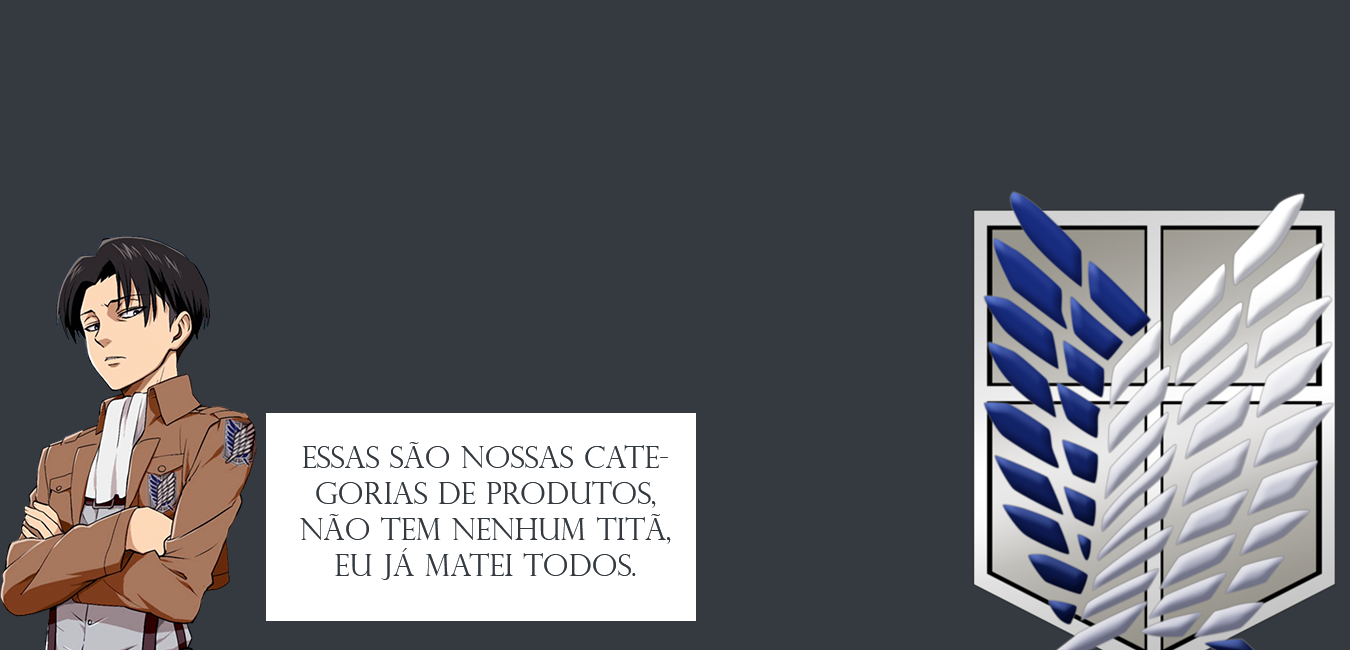 ESSAS SÃO NOSSAS CATE-
GORIAS DE PRODUTOS,
NÃO TEM NENHUM TITÃ,
EU JÁ MATEI TODOS.